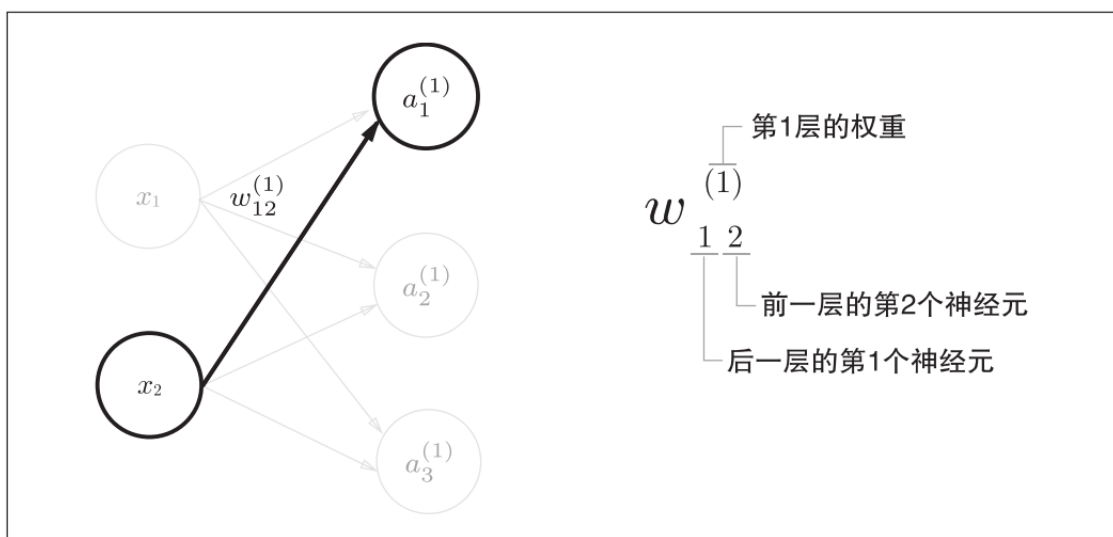 a₁⁽¹⁾
x₁
w₁₂⁽¹⁾
a₂⁽¹⁾
x₂
a₃⁽¹⁾
第1层的权重
w₁ ₂⁽¹⁾
前一层的第2个神经元
后一层的第1个神经元